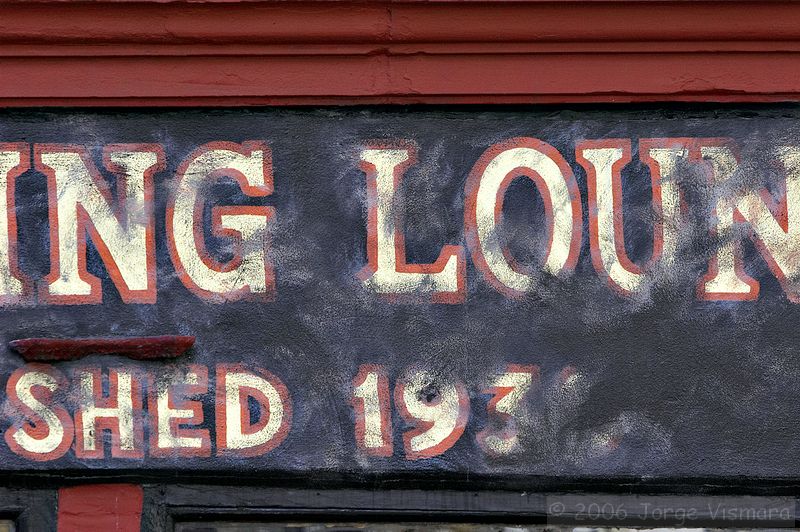 ING LOUN
SHED 193
© 2006 Jorge Vismara